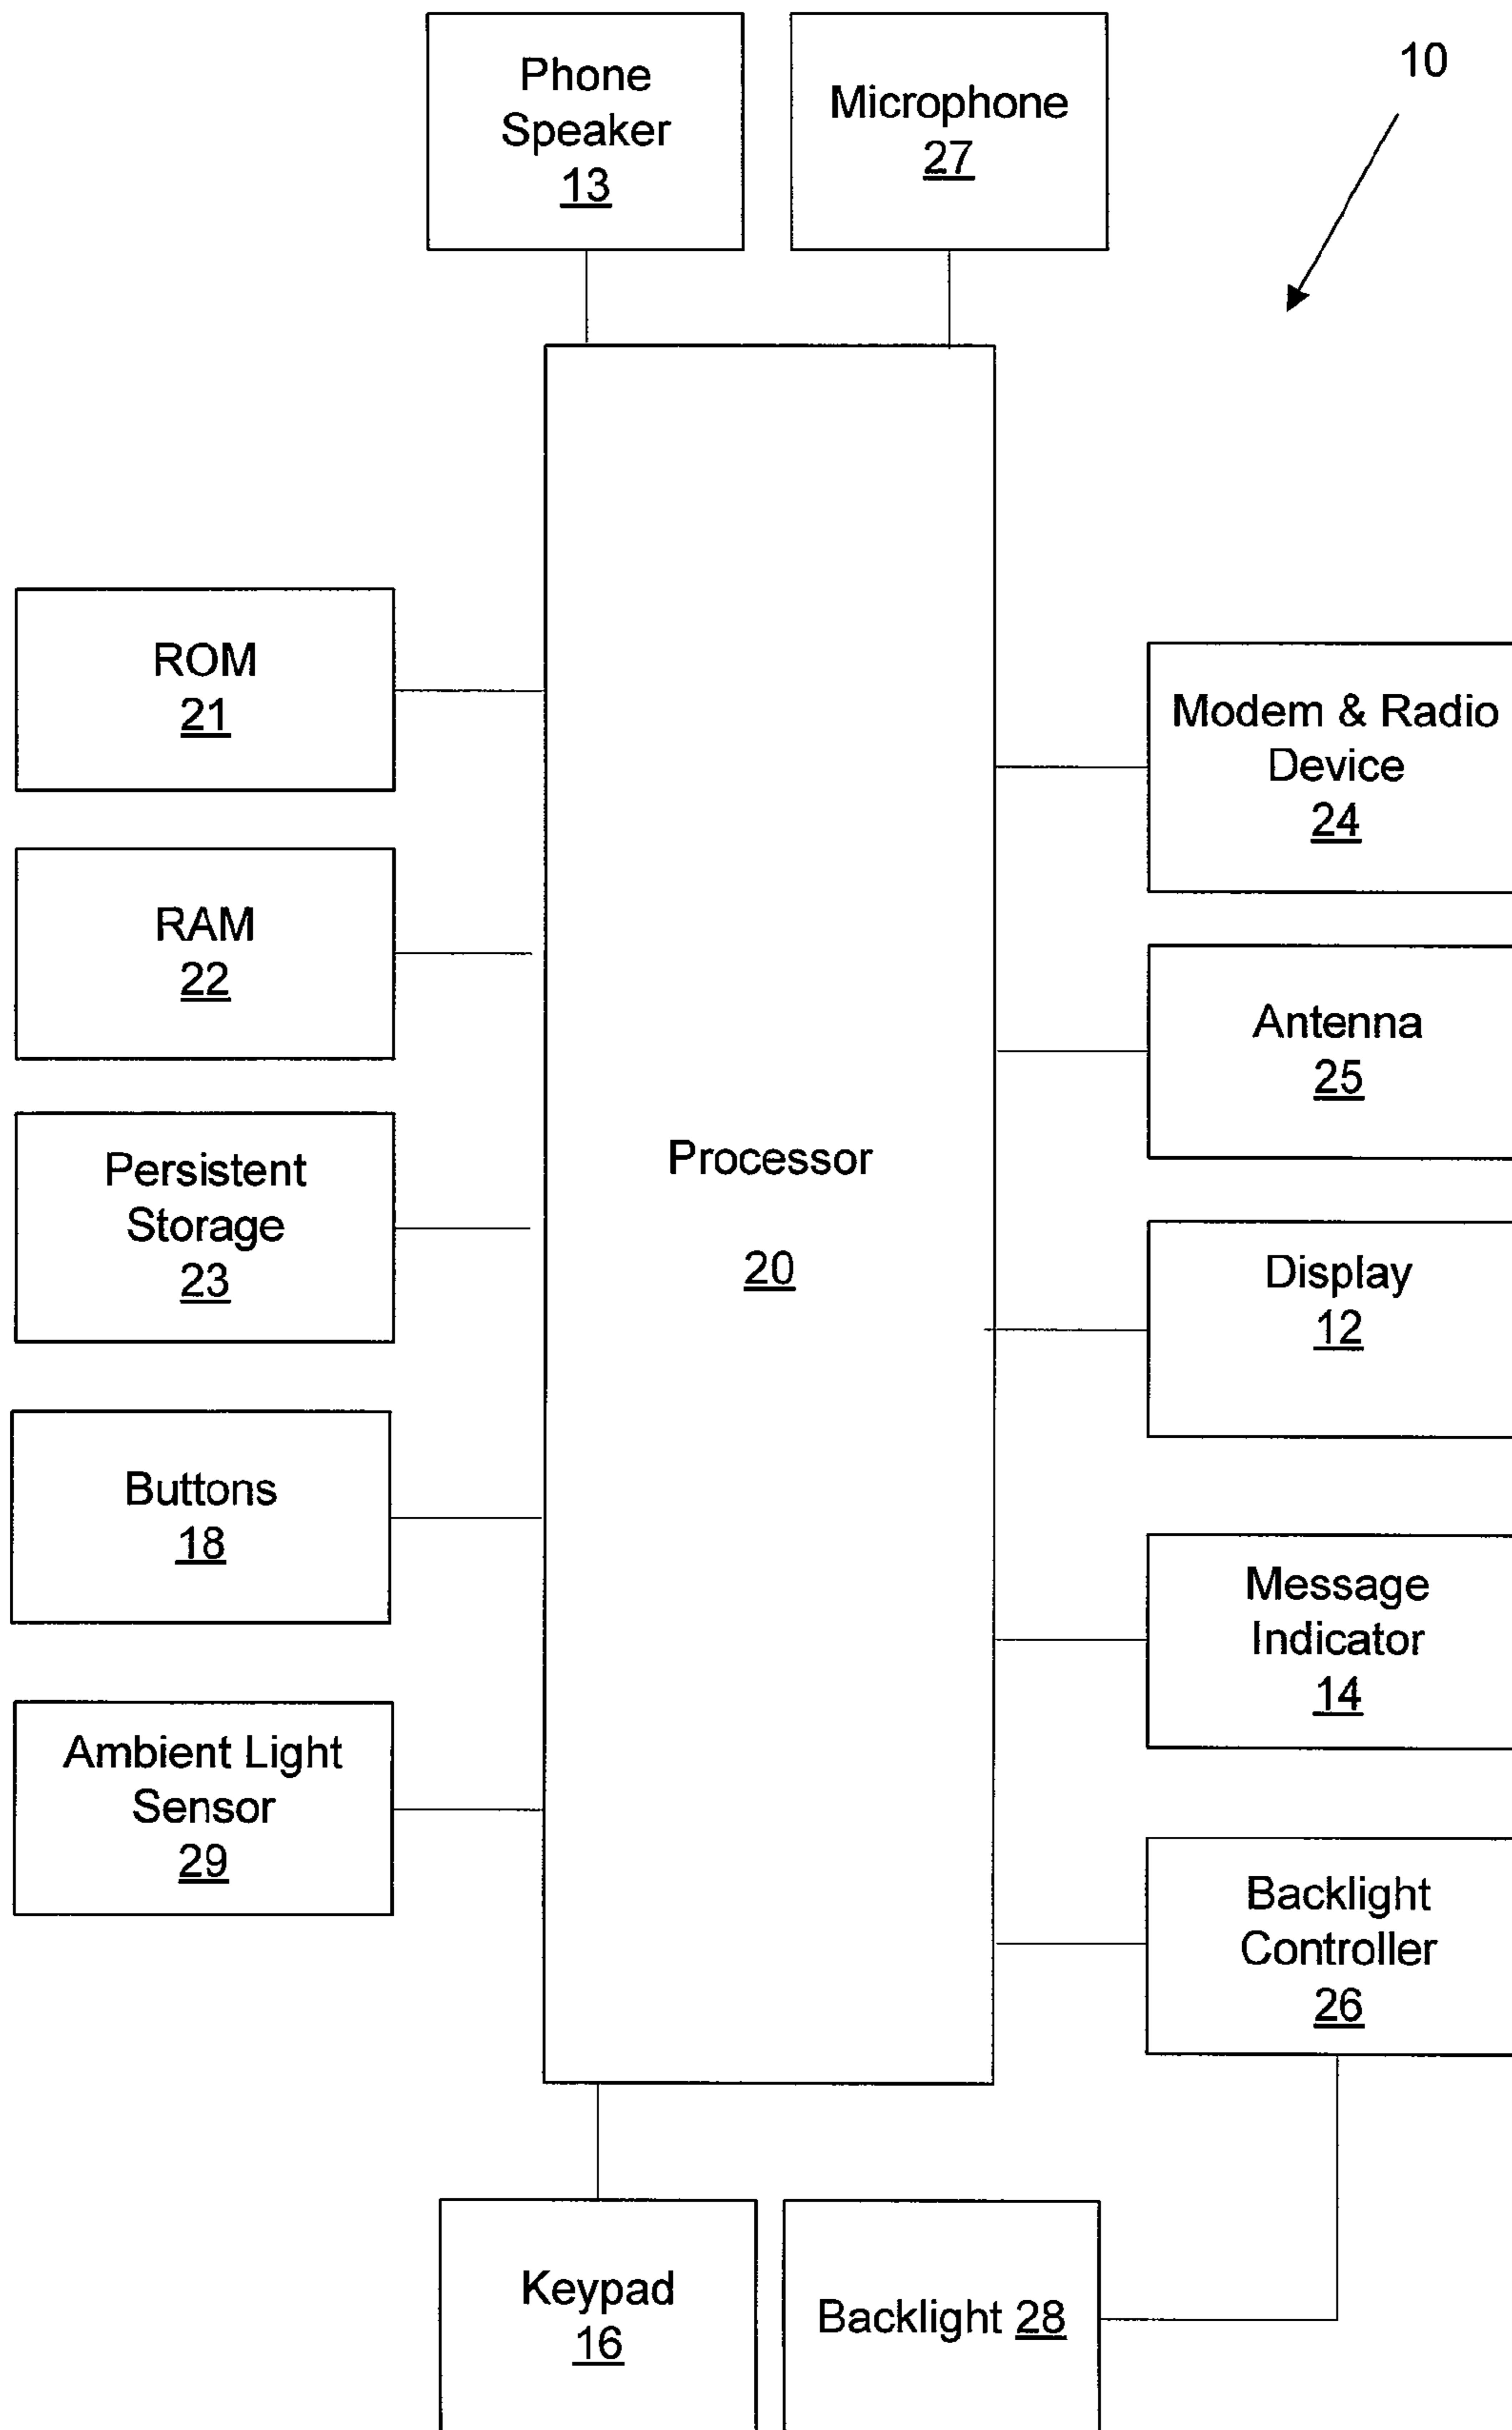 Phone
Speaker
13
Microphone
27
10
ROM
21
Modem & Radio
Device
24
RAM
22
Antenna
25
Persistent
Storage
23
Processor
20
Display
12
Buttons
18
Message
Indicator
14
Ambient Light
Sensor
29
Backlight
Controller
26
Keypad
16
Backlight 28